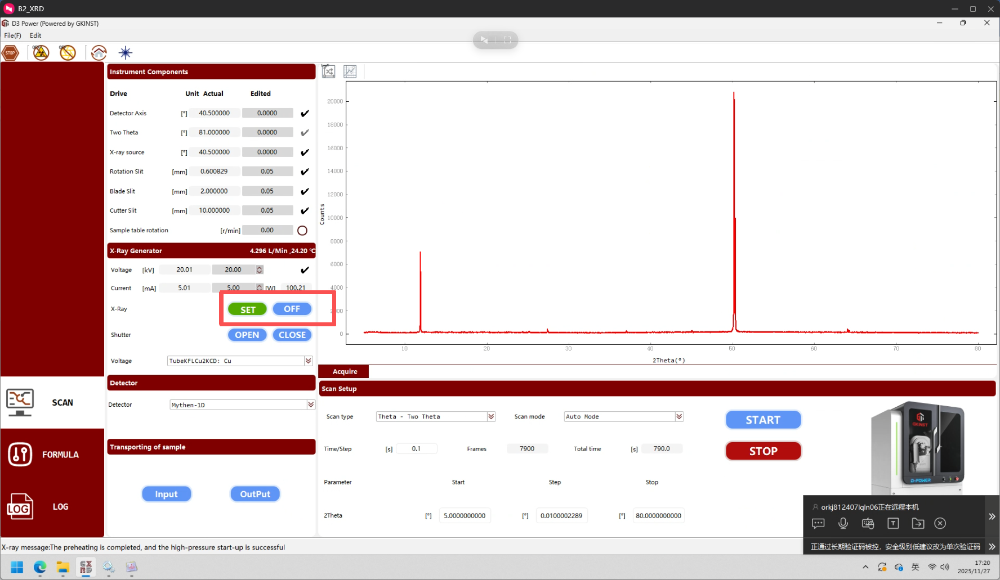 B2_XRD
D3 Power (Powered by GKINST)
File(F) Edit
STOP OFF OFF
Instrument Components
Drive Unit Actual Edited
Detector Axis [°] 40.500000 0.0000
Two Theta [°] 81.000000 0.0000
X-ray source [°] 40.500000 0.0000
Rotation Slit [mm] 0.600829 0.05
Blade Slit [mm] 2.000000 0.05
Cutter Slit [mm] 10.000000 0.05
Sample table rotation [r/min] 0.00
X-Ray Generator 4.296 L/Min ,24.20 ℃
Voltage [kV] 20.01 20.00
Current [mA] 5.01 5.00 [W] 100.21
X-Ray SET OFF
Shutter OPEN CLOSE
Voltage TubeKFLCu2KCD: Cu
Detector
Detector Mythen-1D
Transporting of sample
Input OutPut
SCAN
FORMULA
LOG LOG
LogY
20000
18000
16000
14000
12000
10000
8000
6000
4000
2000
0
Counts
10 20 30 40 50 60 70 80
2Theta(°)
Acquire
Scan Setup
Scan type Theta - Two Theta Scan mode Auto Mode START
Time/Step [s] 0.1 Frames 7900 Total time [s] 790.0 STOP
Parameter Start Step Stop
2Theta [°] 5.0000000000 [°] 0.0100002289 [°] 80.0000000000
GKINST
D-POWER
orkj812407lqln06正在远程本机
T
正通过长期验证码被控，安全级别低建议改为单次验证码
X-ray message:The preheating is completed, and the high-pressure start-up is successful
英
17:20
2025/11/27